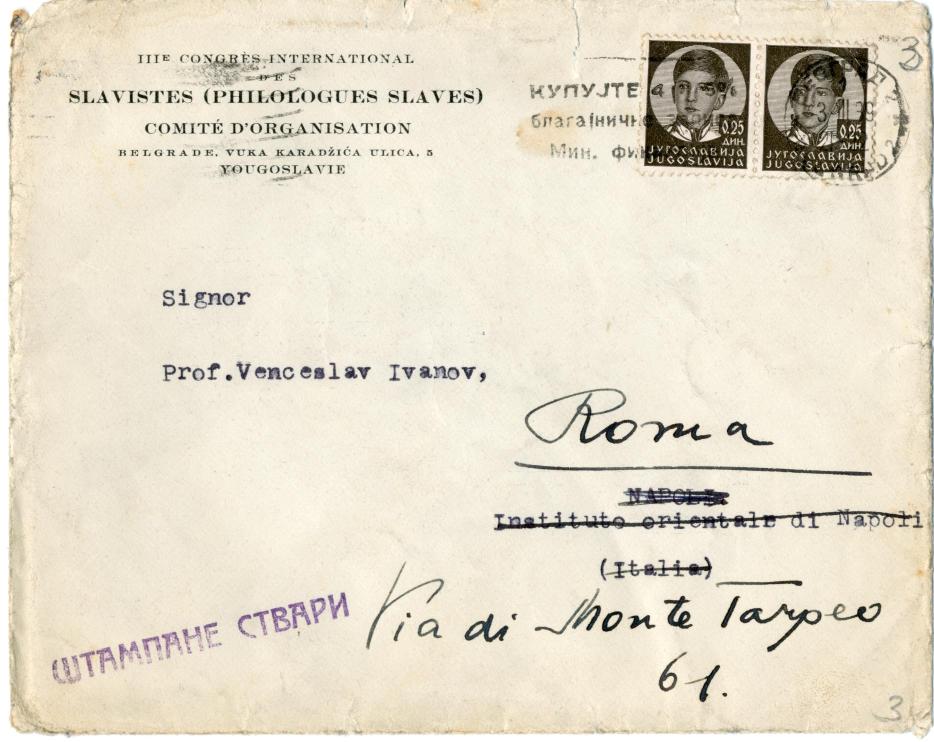 IIIE CONGRÈS INTERNATIONAL
DES
SLAVISTES (PHILOLOGUES SLAVES)
COMITÉ D'ORGANISATION
BELGRADE, VUKA KARADŽIĆA ULICA, 5
YOUGOSLAVIE
КУПУЈТЕ
благајничке
Мин.
0.25
ДИН.
ЈУГОСЛАВИЈА
JUGOSLAVIJA
0.25
ДИН.
ЈУГОСЛАВИЈА
JUGOSLAVIJA
3
Signor
Prof.Venceslav Ivanov,
Roma
NAPOLI.
Instituto orientale di Napoli
(Italia)
Via di Monte Tarpeo
61.
ШТАМПАНЕ СТВАРИ
3